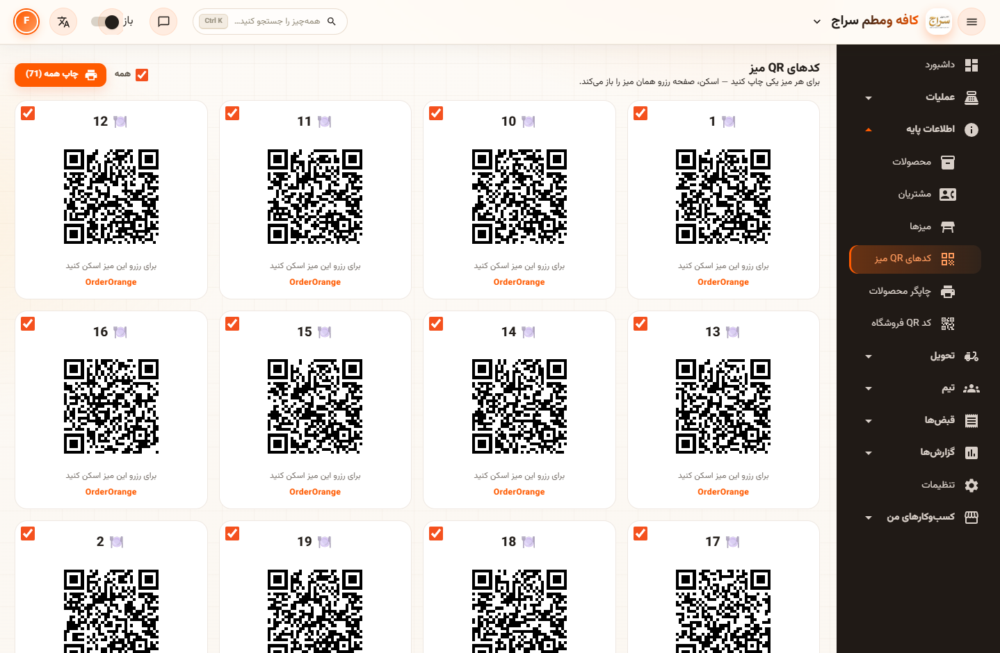 کافه ومطم سراج
همه‌چیز را جستجو کنید...
Ctrl K
باز
F
داشبورد
عملیات
اطلاعات پایه
محصولات
مشتریان
میزها
کدهای QR میز
چاپگر محصولات
کد QR فروشگاه
تحویل
تیم
قبض‌ها
گزارش‌ها
تنظیمات
کسب‌وکارهای من
کدهای QR میز
برای هر میز یکی چاپ کنید — اسکن، صفحه رزرو همان میز را باز می‌کند.
همه
چاپ همه (71)
1
برای رزرو این میز اسکن کنید
OrderOrange
10
برای رزرو این میز اسکن کنید
OrderOrange
11
برای رزرو این میز اسکن کنید
OrderOrange
12
برای رزرو این میز اسکن کنید
OrderOrange
13
برای رزرو این میز اسکن کنید
OrderOrange
14
برای رزرو این میز اسکن کنید
OrderOrange
15
برای رزرو این میز اسکن کنید
OrderOrange
16
برای رزرو این میز اسکن کنید
OrderOrange
17
18
19
2